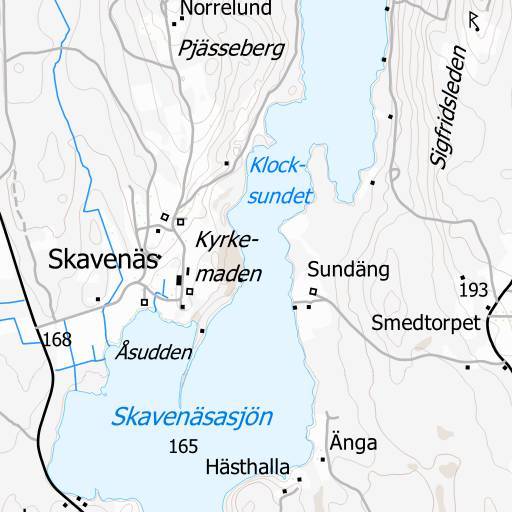 Norrelund
Pjässeberg
Sigfridsleden
Klock-
sundet
Kyrke-
maden
Skavenäs
Sundäng
193
Smedtorpet
168
Åsudden
Skavenäsasjön
165
Änga
Hästhalla